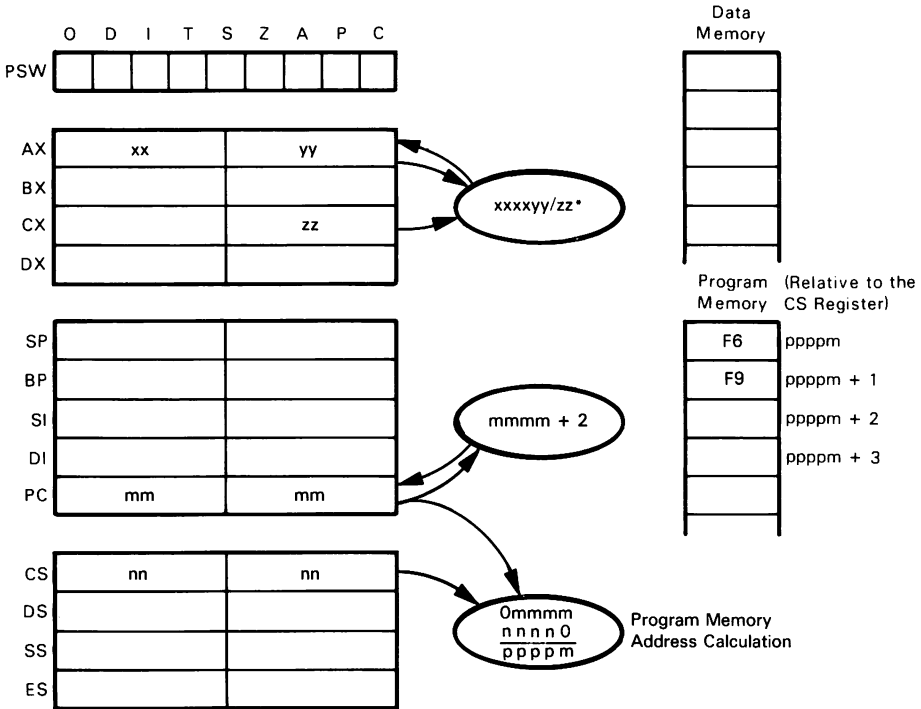 O D I T S Z A P C
PSW
AX xx yy
BX
CX zz
DX
xxxxyy/zz*
Data
Memory
SP
BP
SI
DI
PC mm mm
mmmm + 2
Program (Relative to the
Memory CS Register)
F6 ppppm
F9 ppppm + 1
ppppm + 2
ppppm + 3
CS nn nn
DS
SS
ES
0mmmm
nnnn0
ppppm
Program Memory
Address Calculation